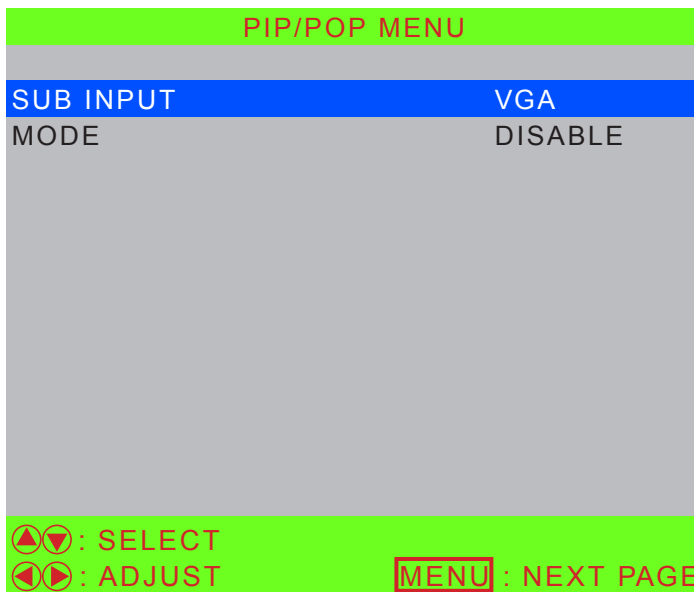 PIP/POP MENU
SUB INPUT VGA
MODE DISABLE
: SELECT
: ADJUST MENU : NEXT PAGE